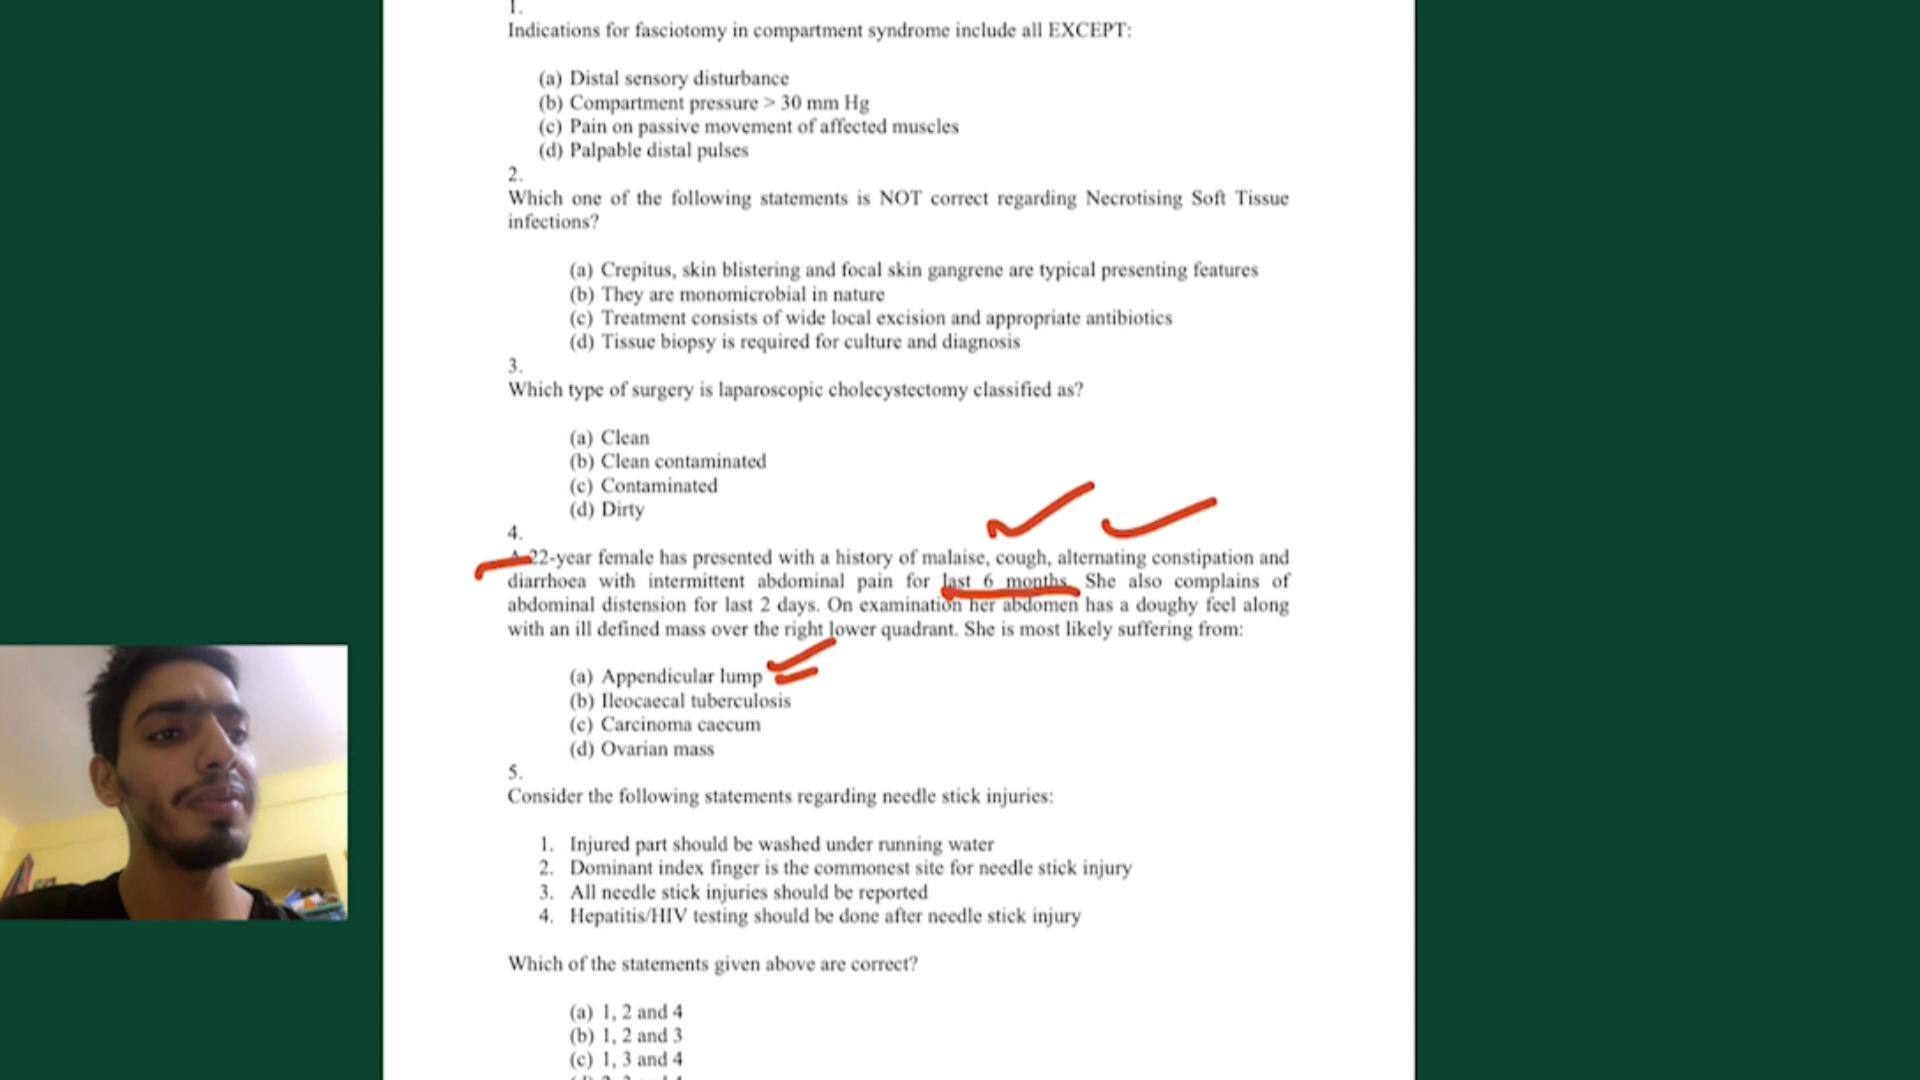 1.
Indications for fasciotomy in compartment syndrome include all EXCEPT:
(a) Distal sensory disturbance
(b) Compartment pressure > 30 mm Hg
(c) Pain on passive movement of affected muscles
(d) Palpable distal pulses
2.
Which one of the following statements is NOT correct regarding Necrotising Soft Tissue
infections?
(a) Crepitus, skin blistering and focal skin gangrene are typical presenting features
(b) They are monomicrobial in nature
(c) Treatment consists of wide local excision and appropriate antibiotics
(d) Tissue biopsy is required for culture and diagnosis
3.
Which type of surgery is laparoscopic cholecystectomy classified as?
(a) Clean
(b) Clean contaminated
(c) Contaminated
(d) Dirty
4.
A 22-year female has presented with a history of malaise, cough, alternating constipation and
diarrhoea with intermittent abdominal pain for last 6 months. She also complains of
abdominal distension for last 2 days. On examination her abdomen has a doughy feel along
with an ill defined mass over the right lower quadrant. She is most likely suffering from:
(a) Appendicular lump
(b) Ileocaecal tuberculosis
(c) Carcinoma caecum
(d) Ovarian mass
5.
Consider the following statements regarding needle stick injuries:
1. Injured part should be washed under running water
2. Dominant index finger is the commonest site for needle stick injury
3. All needle stick injuries should be reported
4. Hepatitis/HIV testing should be done after needle stick injury
Which of the statements given above are correct?
(a) 1, 2 and 4
(b) 1, 2 and 3
(c) 1, 3 and 4